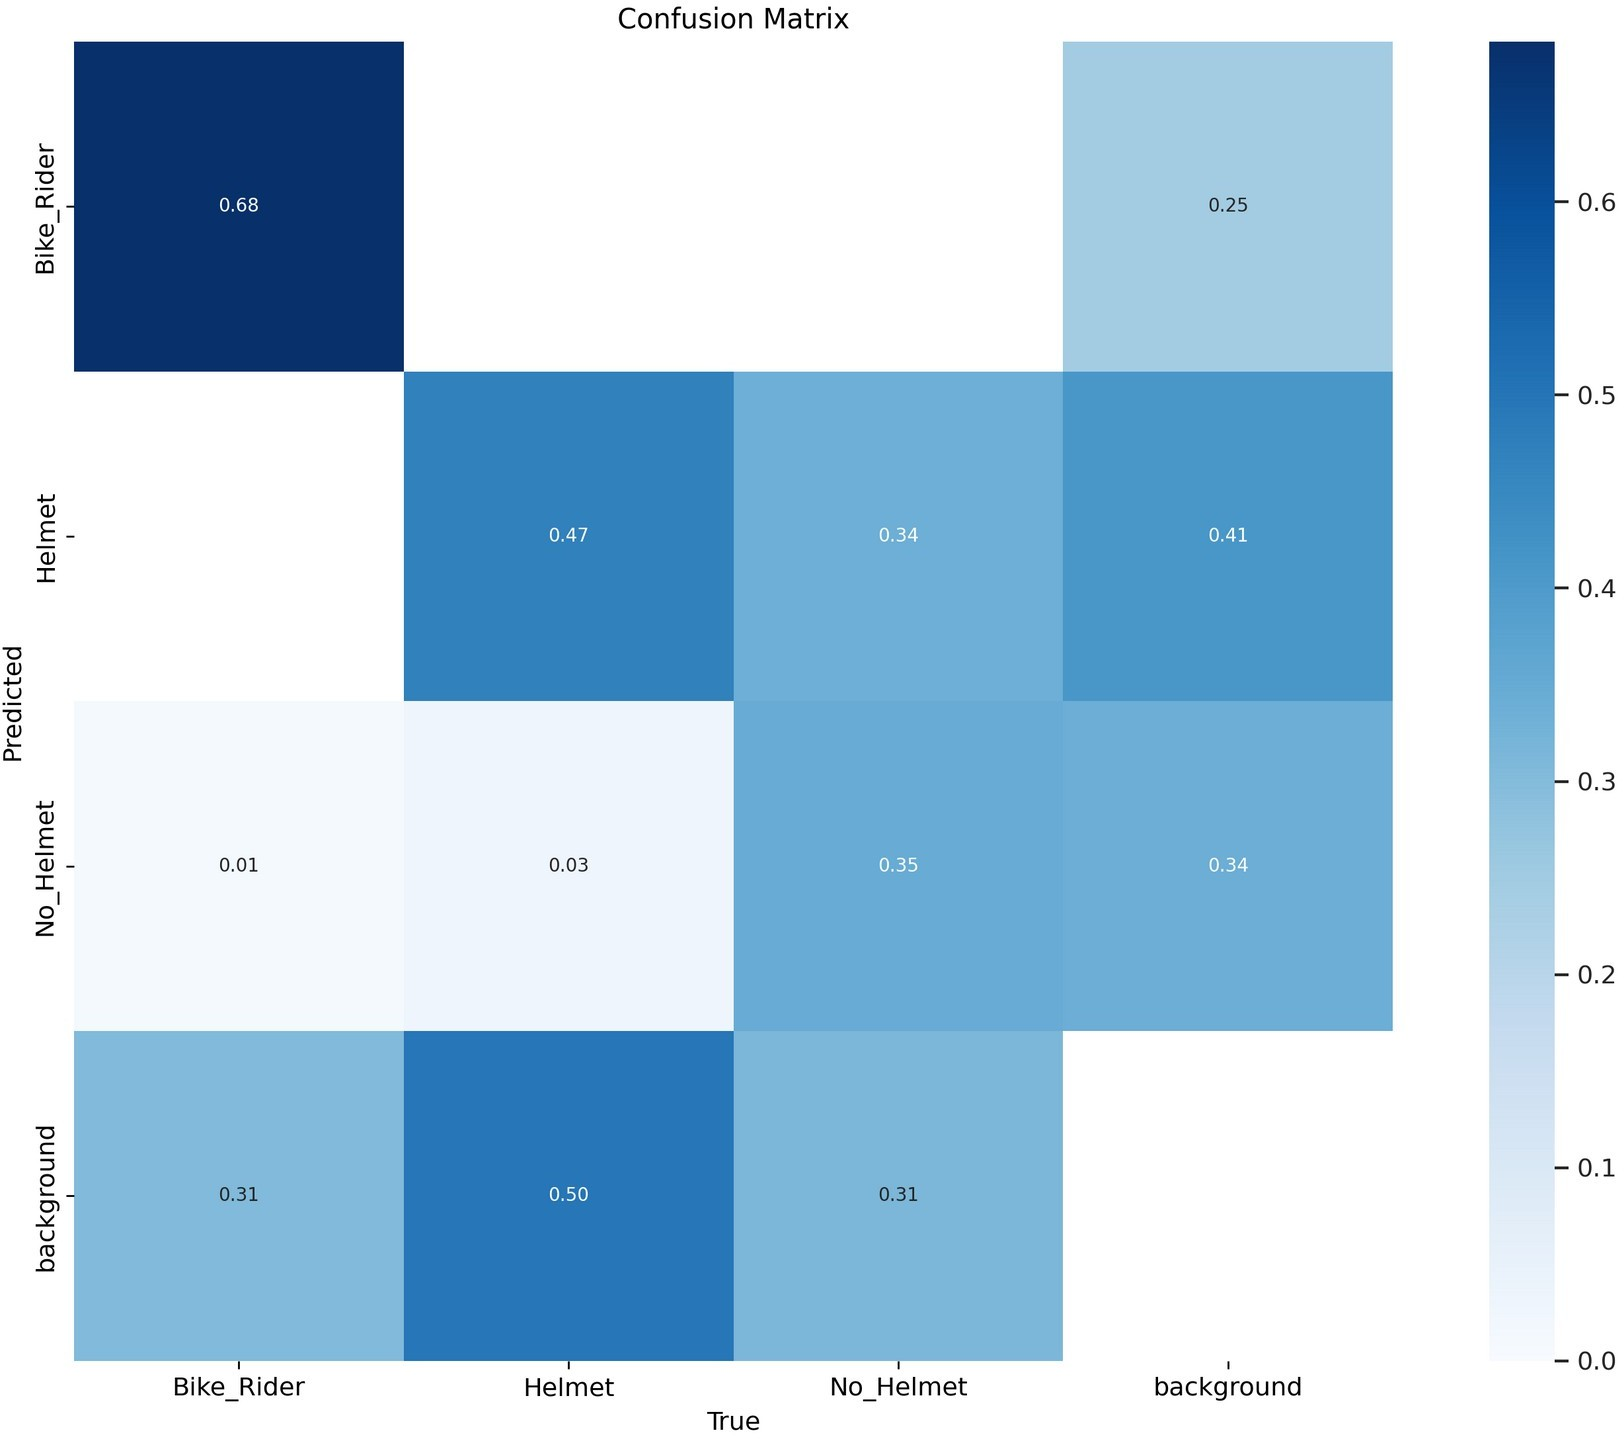 Confusion Matrix
Predicted
Bike_Rider
0.68
0.25
Helmet
0.47
0.34
0.41
No_Helmet
0.01
0.03
0.35
0.34
background
0.31
0.50
0.31
Bike_Rider
Helmet
No_Helmet
background
True
0.6
0.5
0.4
0.3
0.2
0.1
0.0